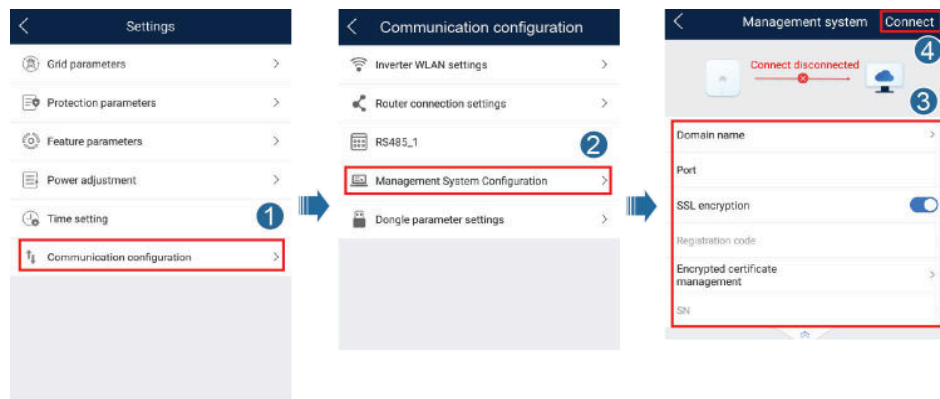 Settings
Grid parameters
Protection parameters
Feature parameters
Power adjustment
Time setting
1
Communication configuration
Communication configuration
Inverter WLAN settings
Router connection settings
RS485_1
2
Management System Configuration
Dongle parameter settings
Management system Connect
4
Connect disconnected
3
Domain name
Port
SSL encryption
Registration code
Encrypted certificate
management
SN